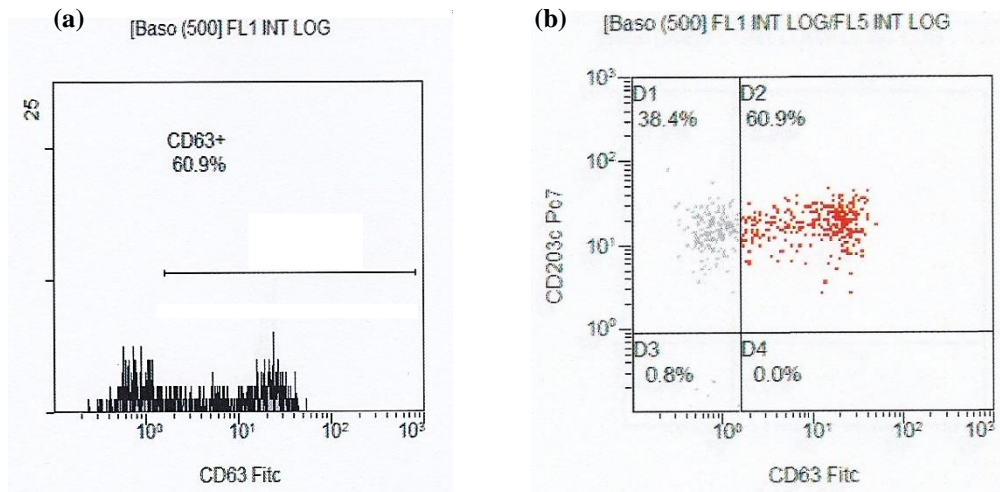 (a)
[Baso (500] FL1 INT LOG
25
CD63+
60.9%
10⁰ 10¹ 10² 10³
CD63 Fitc
(b)
[Baso (500] FL1 INT LOG/FL5 INT LOG
10³
10²
10¹
10⁰
CD203c Pc7
D1
38.4%
D2
60.9%
D3
0.8%
D4
0.0%
10⁰ 10¹ 10² 10³
CD63 Fitc